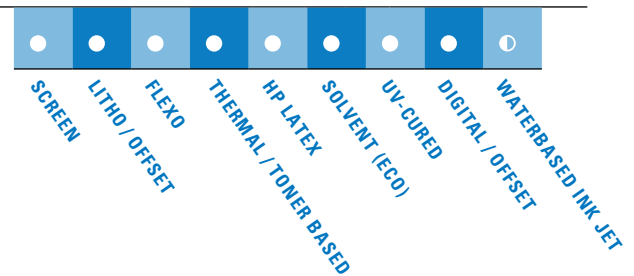 SCREEN
LITHO / OFFSET
FLEXO
THERMAL / TONER BASED
HP LATEX
SOLVENT (ECO)
UV-CURED
DIGITAL / OFFSET
WATERBASED INK JET